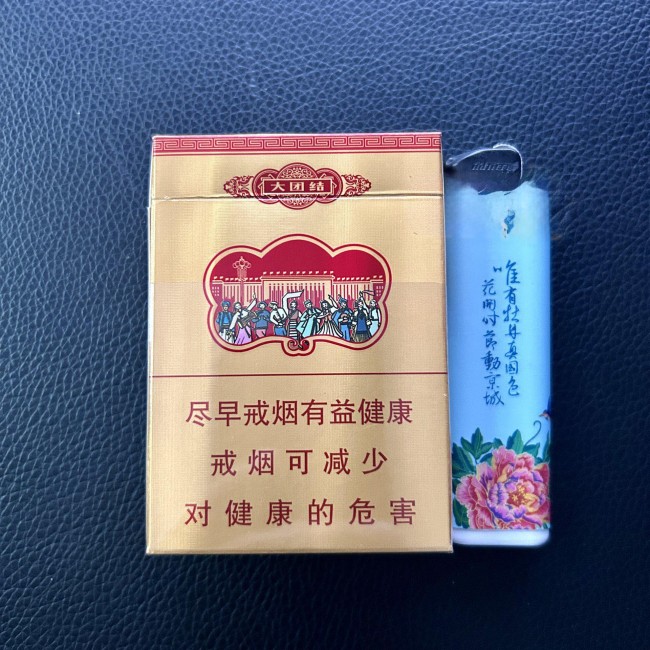 大团结
尽早戒烟有益健康
戒烟可减少
对健康的危害
唯有牡丹真国色
花开时节動京城